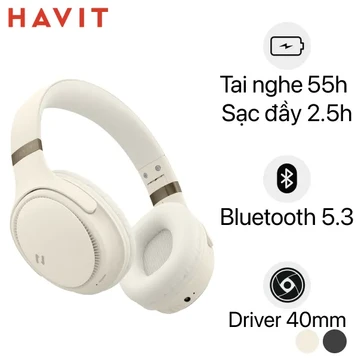 HAVIT
Tai nghe 55h
Sạc đầy 2.5h
Bluetooth 5.3
Driver 40mm